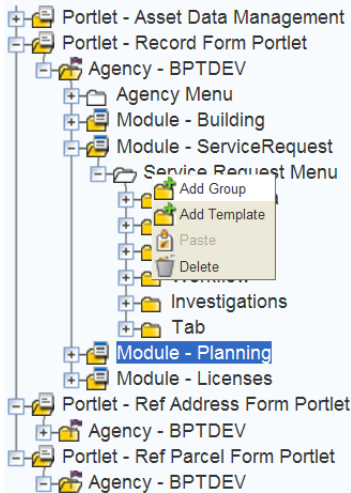 Portlet - Asset Data Management
Portlet - Record Form Portlet
Agency - BPTDEV
Agency Menu
Module - Building
Module - ServiceRequest
Service Request Menu
Add Group
Add Template
Paste
Delete
Workflow
Investigations
Tab
Module - Planning
Module - Licenses
Portlet - Ref Address Form Portlet
Agency - BPTDEV
Portlet - Ref Parcel Form Portlet
Agency - BPTDEV